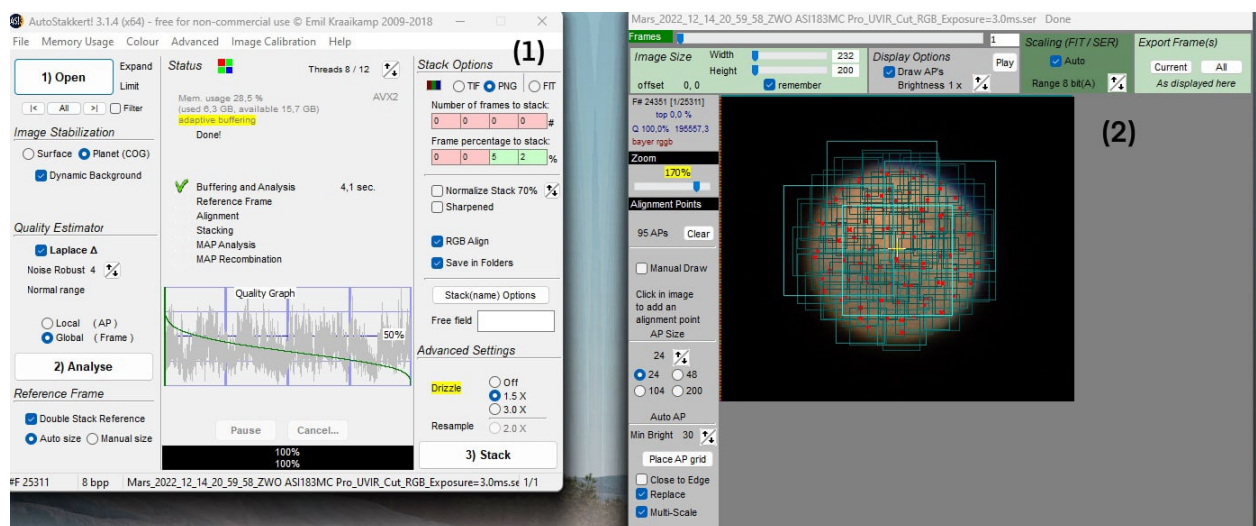 AutoStakkert! 3.1.4 (x64) - free for non-commercial use © Emil Kraaikamp 2009-2018
File Memory Usage Colour Advanced Image Calibration Help
(1)
1) Open
Expand
Limit
|< All >| Filter
Image Stabilization
Surface Planet (COG)
Dynamic Background
Quality Estimator
Laplace Δ
Noise Robust 4
Normal range
Local (AP)
Global (Frame)
2) Analyse
Reference Frame
Double Stack Reference
Auto size Manual size
Status
Threads 8 / 12
Mem. usage 28,5 %
AVX2
(used 6,3 GB, available 15,7 GB)
adaptive buffering
Done!
Buffering and Analysis 4,1 sec.
Reference Frame
Alignment
Stacking
MAP Analysis
MAP Recombination
Quality Graph
50%
Pause Cancel...
100%
100%
Stack Options
TIF PNG FIT
Number of frames to stack:
0 0 0 0 #
Frame percentage to stack:
0 0 5 2 %
Normalize Stack 70%
Sharpened
RGB Align
Save in Folders
Stack(name) Options
Free field
Advanced Settings
Drizzle
Off
1.5 X
3.0 X
Resample 2.0 X
3) Stack
#F 25311 8 bpp Mars_2022_12_14_20_59_58_ZWO ASI183MC Pro_UVIR_Cut_RGB_Exposure=3.0ms.se 1/1
Mars_2022_12_14_20_59_58_ZWO ASI183MC Pro_UVIR_Cut_RGB_Exposure=3.0ms.ser Done
Frames 1
Image Size Width 232
Height 200
offset 0, 0 remember
Display Options
Draw AP's
Brightness 1 x
Play
Scaling (FIT / SER)
Auto
Range 8 bit(A)
Export Frame(s)
Current All
As displayed here
F# 24351 [1/25311]
top 0,0 %
Q 100,0% 195557,3
bayer rggb
(2)
Zoom
170%
Alignment Points
95 APs Clear
Manual Draw
Click in image
to add an
alignment point
AP Size
24
24 48
104 200
Auto AP
Min Bright 30
Place AP grid
Close to Edge
Replace
Multi-Scale